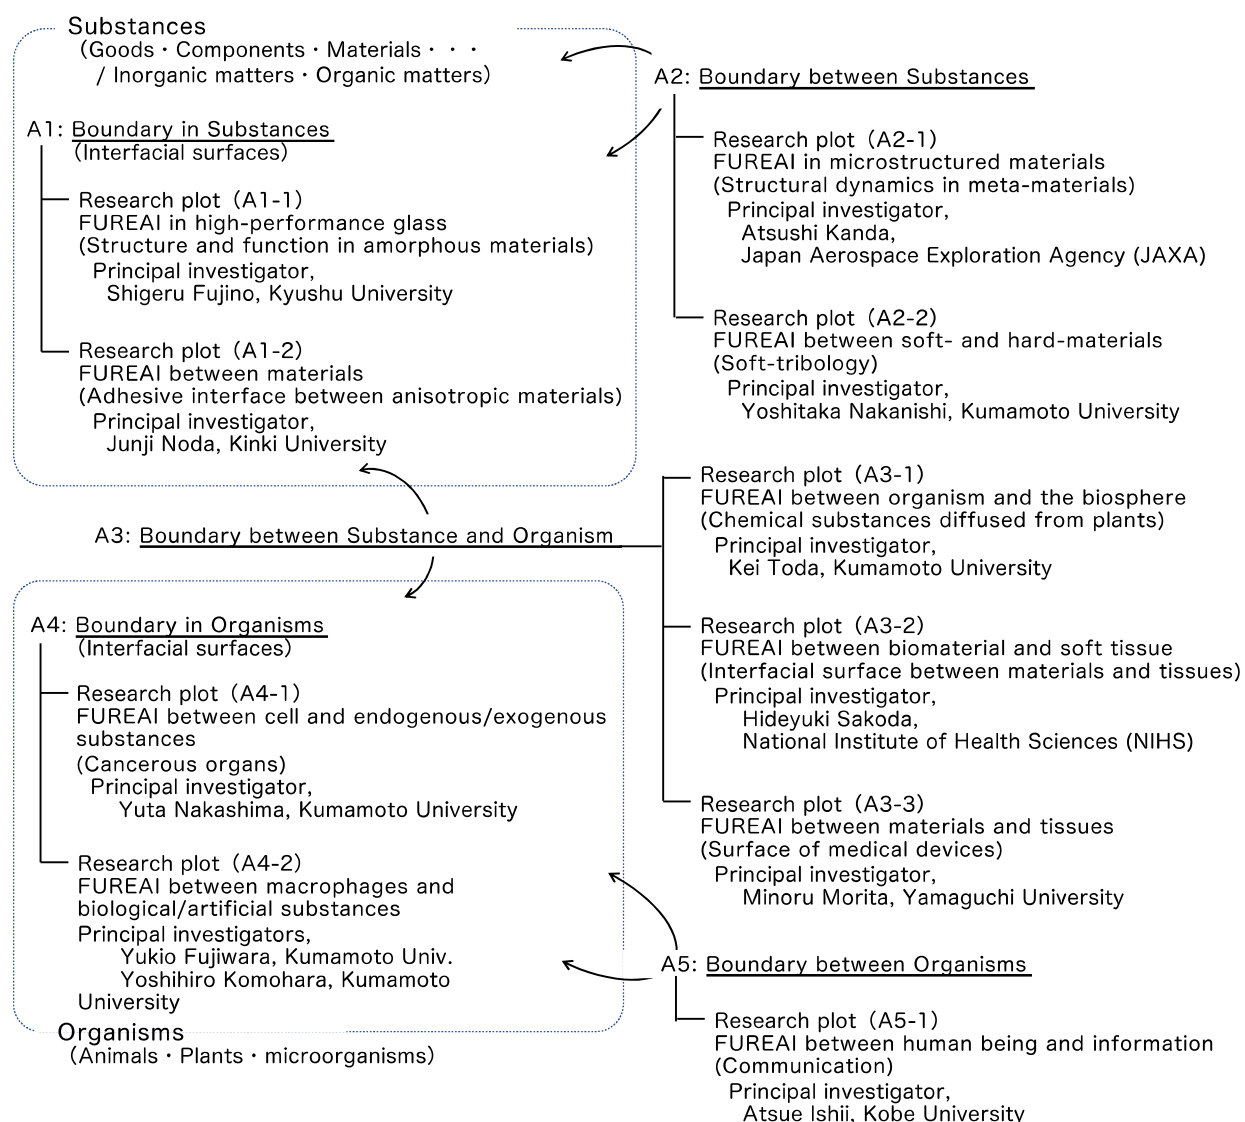 Substances
(Goods・Components・Materials・・・
/ Inorganic matters・Organic matters)
A1: Boundary in Substances
(Interfacial surfaces)
Research plot (A1-1)
FUREAI in high-performance glass
(Structure and function in amorphous materials)
Principal investigator,
Shigeru Fujino, Kyushu University
Research plot (A1-2)
FUREAI between materials
(Adhesive interface between anisotropic materials)
Principal investigator,
Junji Noda, Kinki University
A2: Boundary between Substances
Research plot (A2-1)
FUREAI in microstructured materials
(Structural dynamics in meta-materials)
Principal investigator,
Atsushi Kanda,
Japan Aerospace Exploration Agency (JAXA)
Research plot (A2-2)
FUREAI between soft- and hard-materials
(Soft-tribology)
Principal investigator,
Yoshitaka Nakanishi, Kumamoto University
A3: Boundary between Substance and Organism
Research plot (A3-1)
FUREAI between organism and the biosphere
(Chemical substances diffused from plants)
Principal investigator,
Kei Toda, Kumamoto University
Research plot (A3-2)
FUREAI between biomaterial and soft tissue
(Interfacial surface between materials and tissues)
Principal investigator,
Hideyuki Sakoda,
National Institute of Health Sciences (NIHS)
Research plot (A3-3)
FUREAI between materials and tissues
(Surface of medical devices)
Principal investigator,
Minoru Morita, Yamaguchi University
A4: Boundary in Organisms
(Interfacial surfaces)
Research plot (A4-1)
FUREAI between cell and endogenous/exogenous
substances
(Cancerous organs)
Principal investigator,
Yuta Nakashima, Kumamoto University
Research plot (A4-2)
FUREAI between macrophages and
biological/artificial substances
Principal investigators,
Yukio Fujiwara, Kumamoto Univ.
Yoshihiro Komohara, Kumamoto
University
Organisms
(Animals・Plants・microorganisms)
A5: Boundary between Organisms
Research plot (A5-1)
FUREAI between human being and information
(Communication)
Principal investigator,
Atsue Ishii, Kobe University